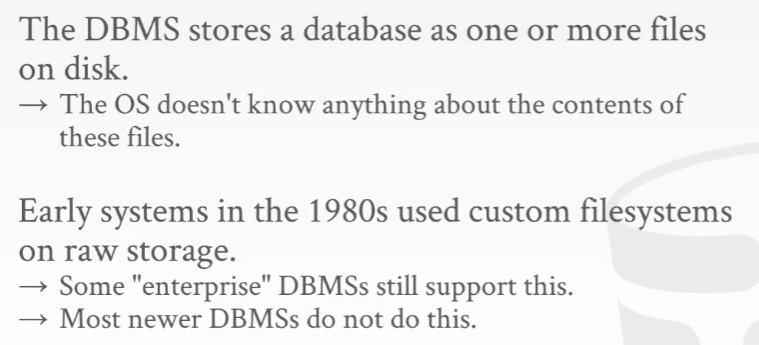 The DBMS stores a database as one or more files
on disk.
→ The OS doesn't know anything about the contents of
these files.
Early systems in the 1980s used custom filesystems
on raw storage.
→ Some "enterprise" DBMSs still support this.
→ Most newer DBMSs do not do this.